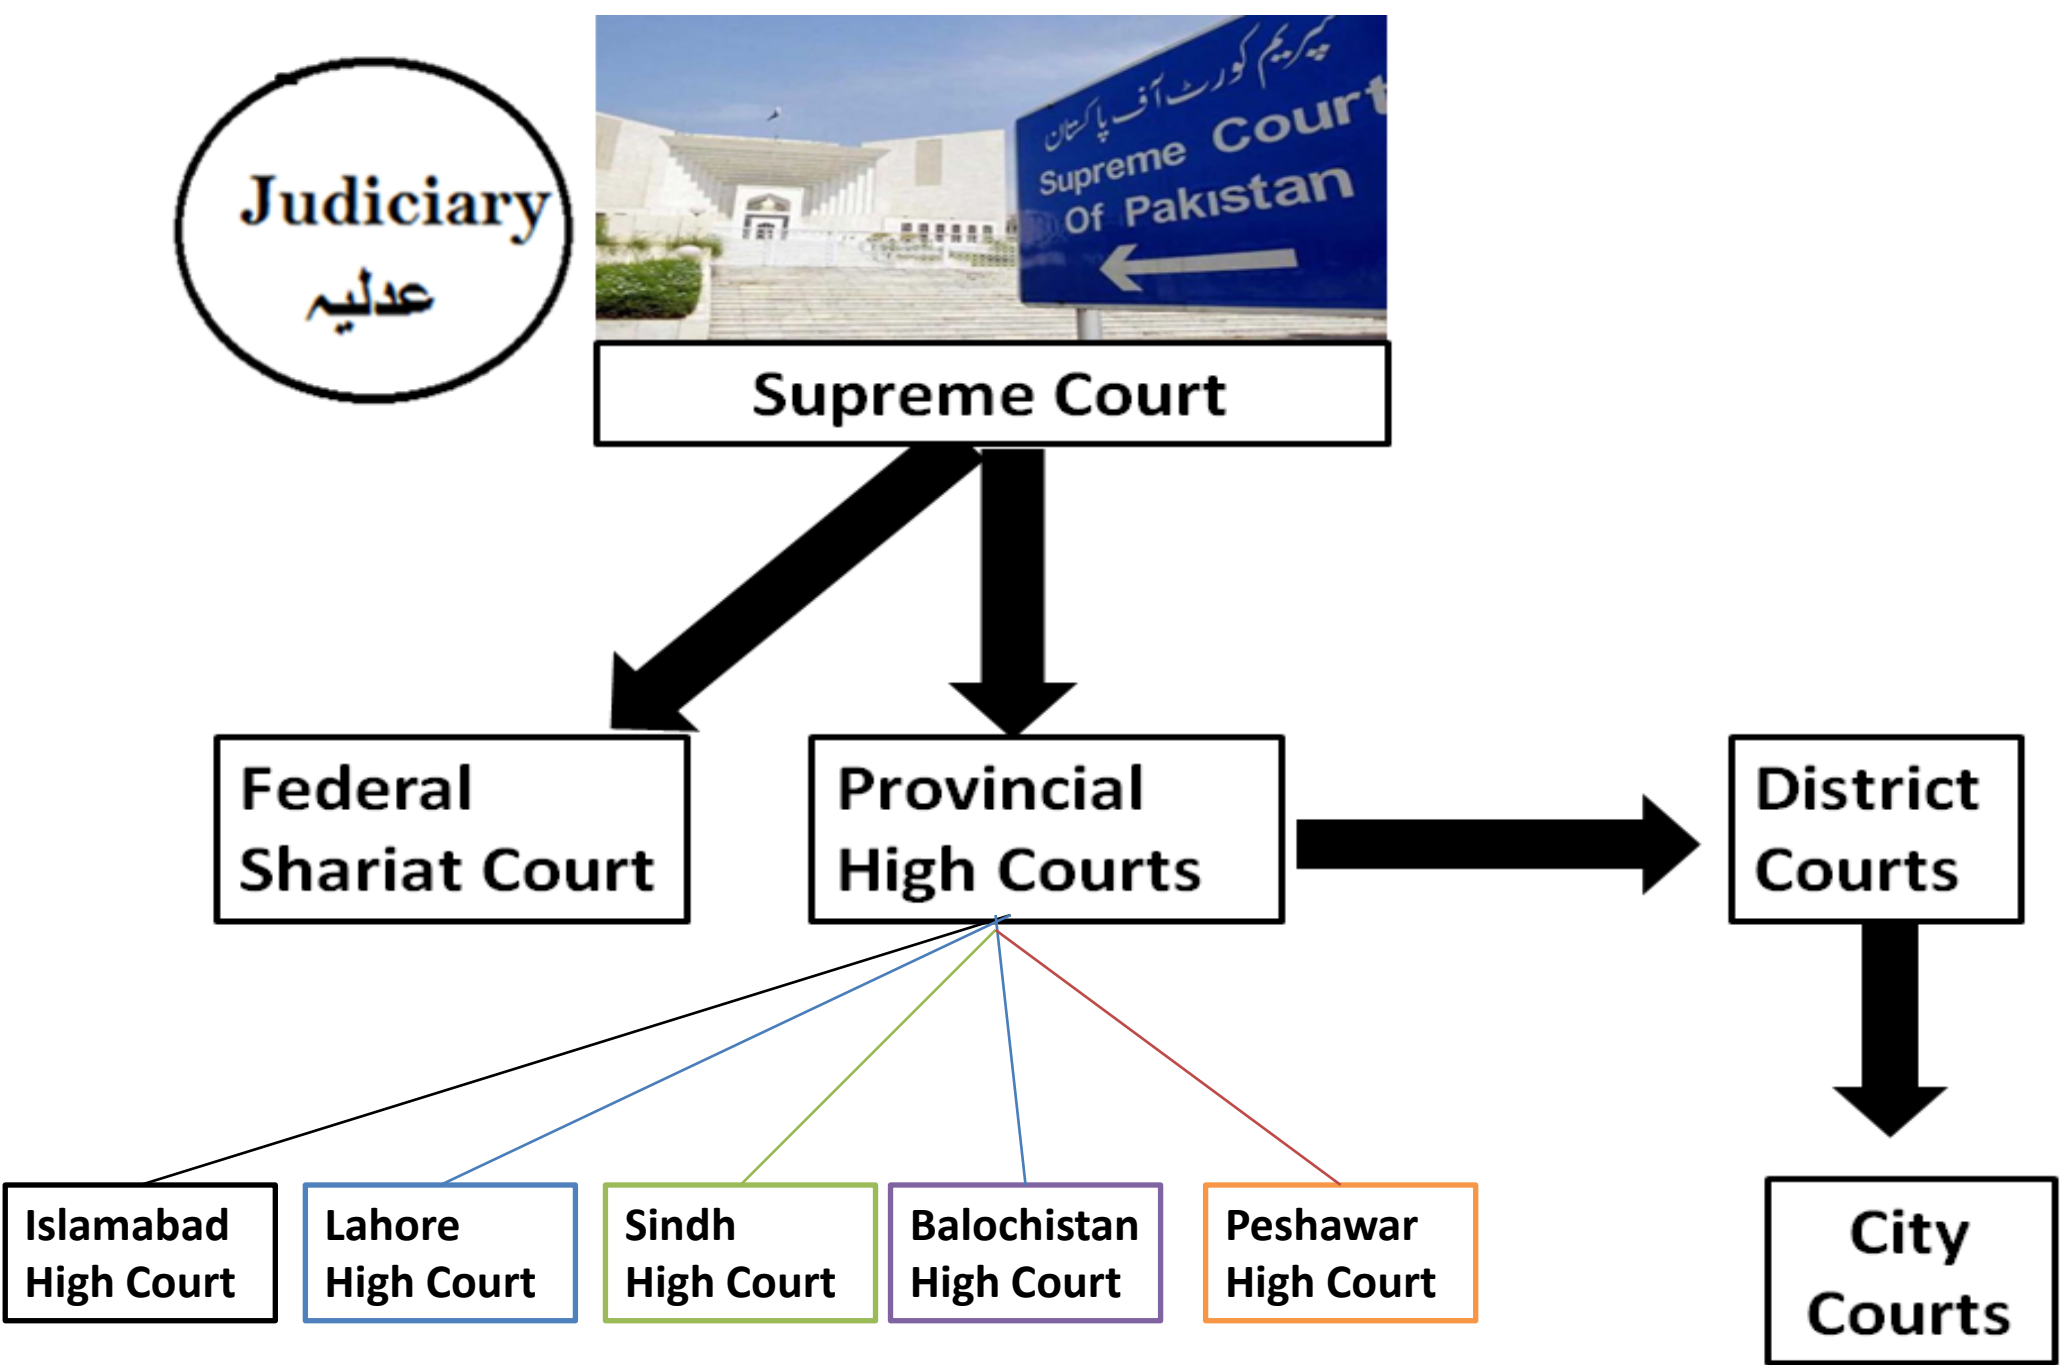 Judiciary
عدلیہ
سپریم کورٹ آف پاکستان
Supreme Court
Of Pakistan
Supreme Court
Federal
Shariat Court
Provincial
High Courts
District
Courts
Islamabad
High Court
Lahore
High Court
Sindh
High Court
Balochistan
High Court
Peshawar
High Court
City
Courts